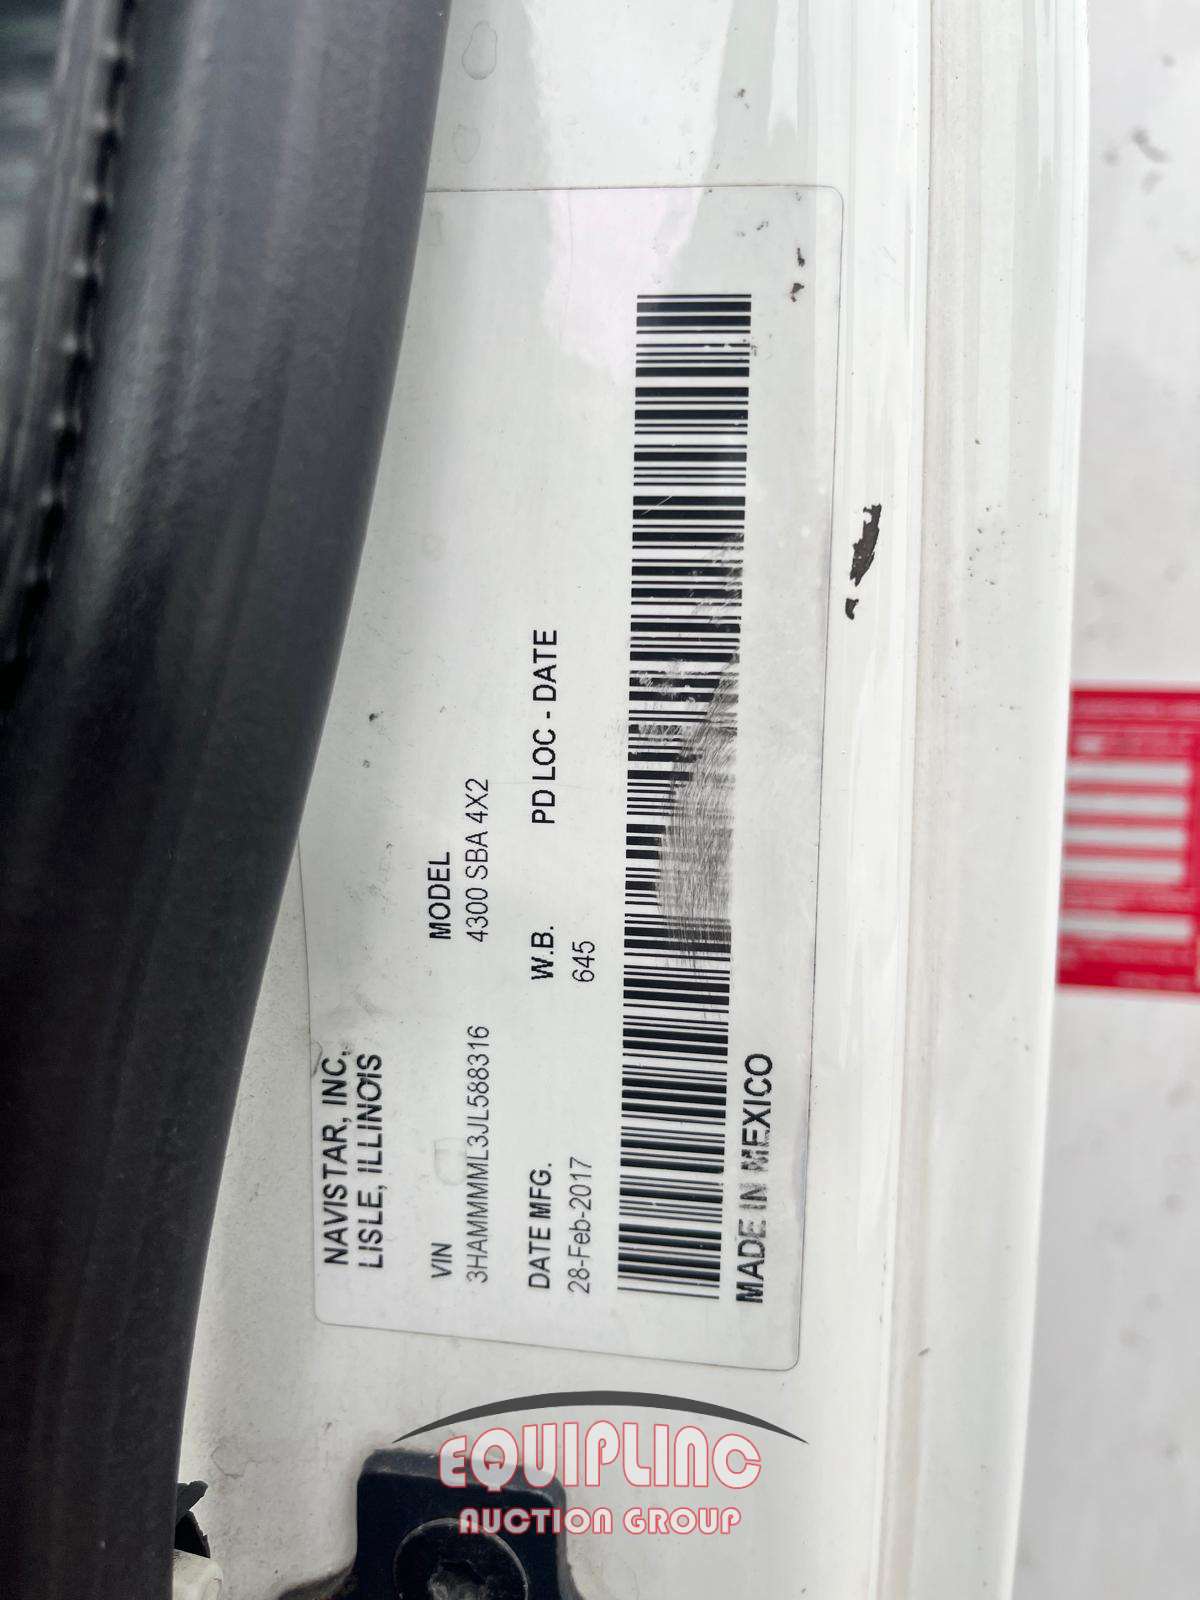 NAVISTAR, INC.
LISLE, ILLINOIS
VIN MODEL
3HAMMMML3JL588316 4300 SBA 4X2
DATE MFG. W.B. PD LOC - DATE
28-Feb-2017 645
MADE IN MEXICO
EQUIPLINC
AUCTION GROUP